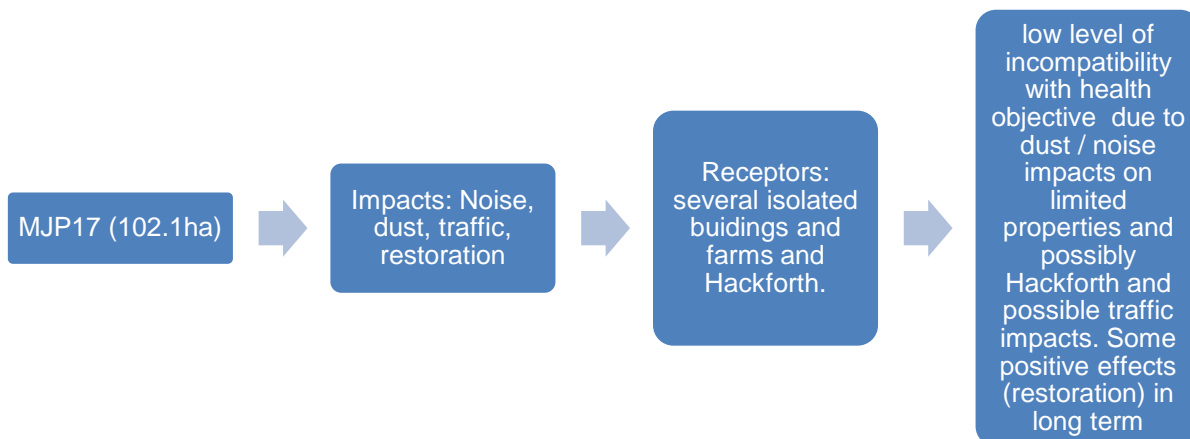 MJP17 (102.1ha)
Impacts: Noise,
dust, traffic,
restoration
Receptors:
several isolated
buidings and
farms and
Hackforth.
low level of
incompatibility
with health
objective due to
dust / noise
impacts on
limited
properties and
possibly
Hackforth and
possible traffic
impacts. Some
positive effects
(restoration) in
long term